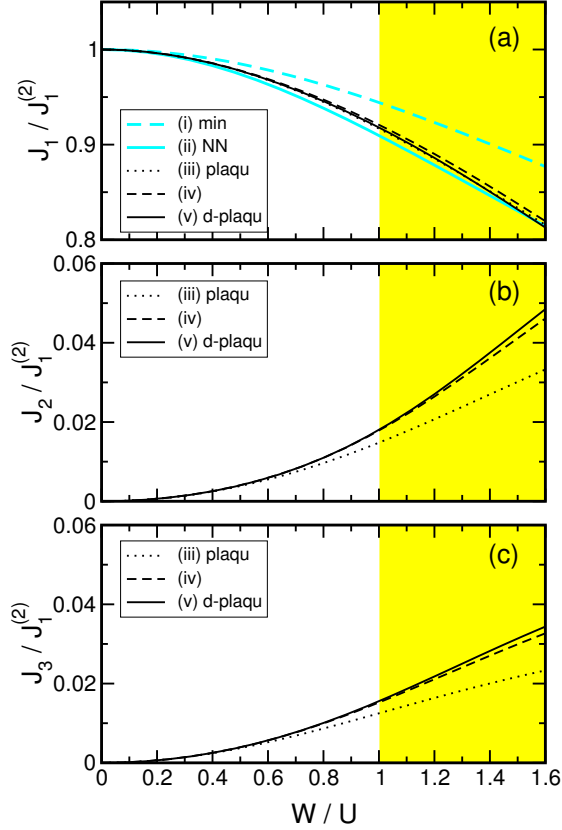 (a)
J₁ / J₁⁽²⁾
1
0.9
0.8
(i) min
(ii) NN
(iii) plaqu
(iv)
(v) d-plaqu
(b)
J₂ / J₁⁽²⁾
0.06
0.04
0.02
0
(iii) plaqu
(iv)
(v) d-plaqu
(c)
J₃ / J₁⁽²⁾
0.06
0.04
0.02
0
(iii) plaqu
(iv)
(v) d-plaqu
0 0.2 0.4 0.6 0.8 1 1.2 1.4 1.6
W / U